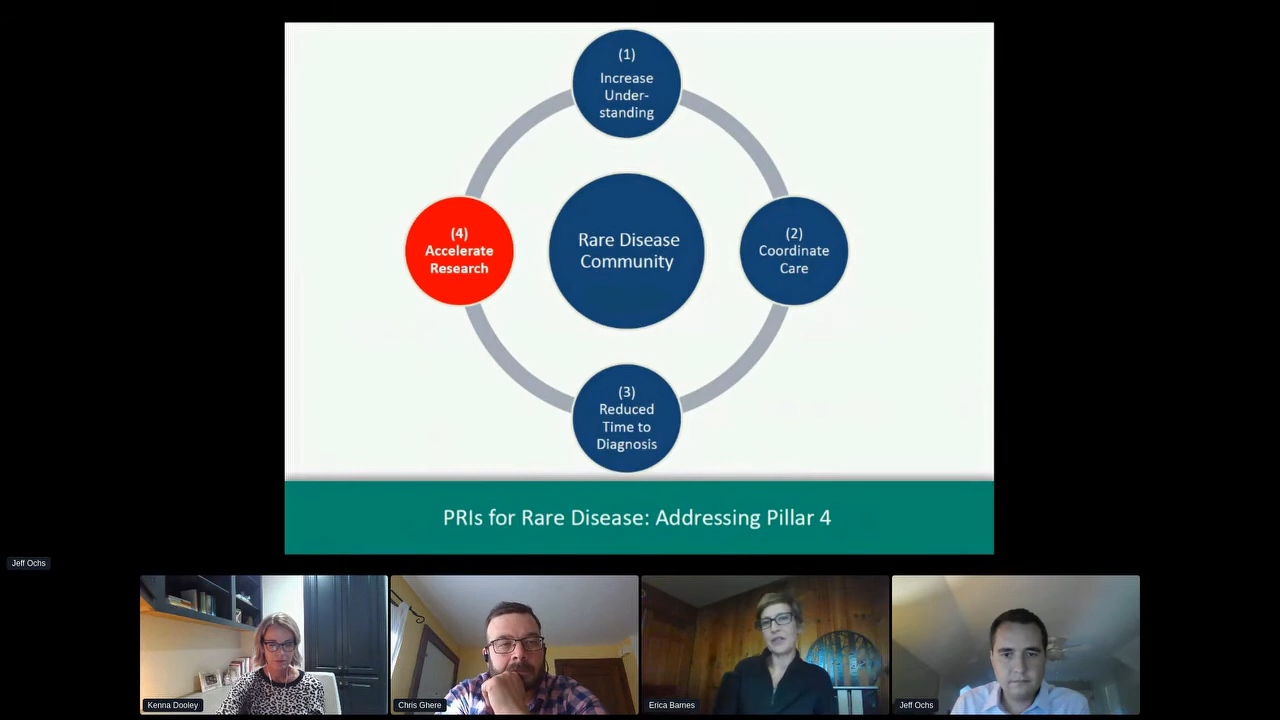 (1)
Increase
Under-
standing
(4)
Accelerate
Research
Rare Disease
Community
(2)
Coordinate
Care
(3)
Reduced
Time to
Diagnosis
PRIs for Rare Disease: Addressing Pillar 4
Jeff Ochs
Kenna Dooley
Chris Ghere
Erica Barnes
Jeff Ochs